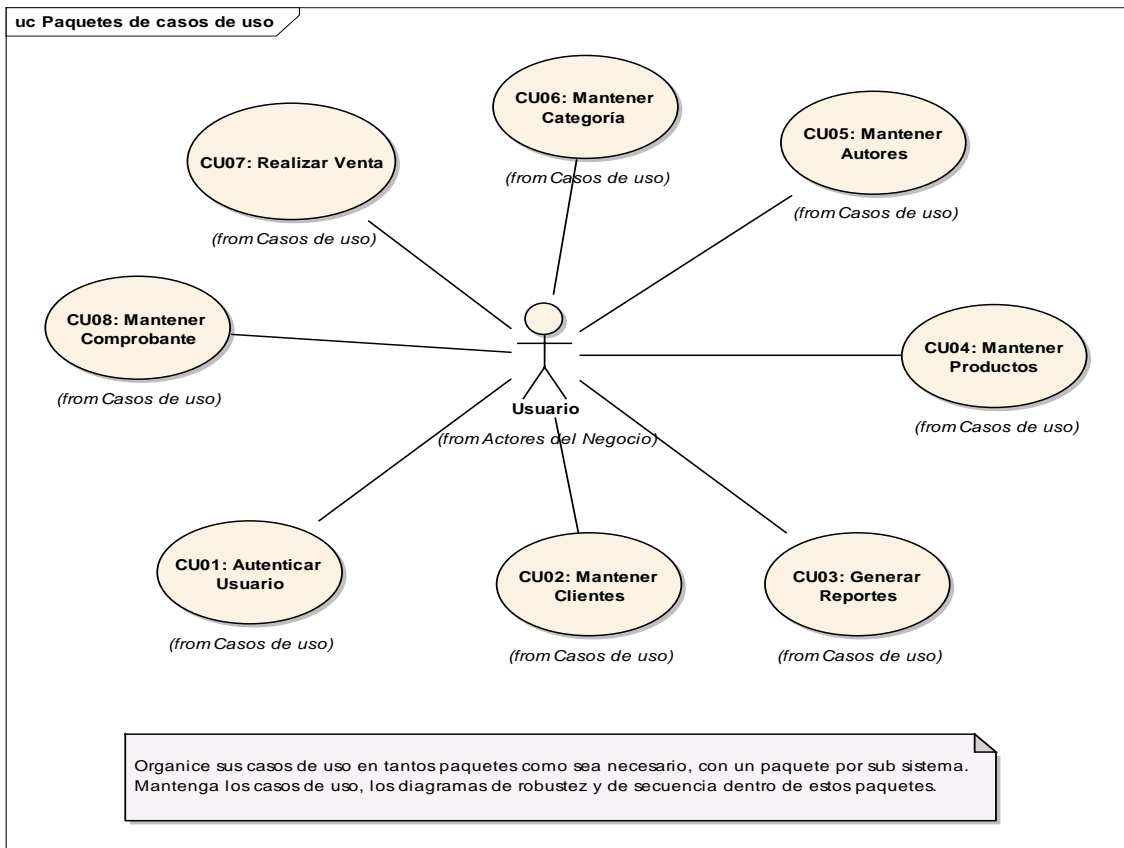 uc Paquetes de casos de uso
CU06: Mantener
Categoría
(from Casos de uso)
CU05: Mantener
Autores
(from Casos de uso)
CU07: Realizar Venta
(from Casos de uso)
CU08: Mantener
Comprobante
(from Casos de uso)
CU04: Mantener
Productos
(from Casos de uso)
Usuario
(from Actores del Negocio)
CU01: Autenticar
Usuario
(from Casos de uso)
CU02: Mantener
Clientes
(from Casos de uso)
CU03: Generar
Reportes
(from Casos de uso)
Organice sus casos de uso en tantos paquetes como sea necesario, con un paquete por sub sistema.
Mantenga los casos de uso, los diagramas de robustez y de secuencia dentro de estos paquetes.